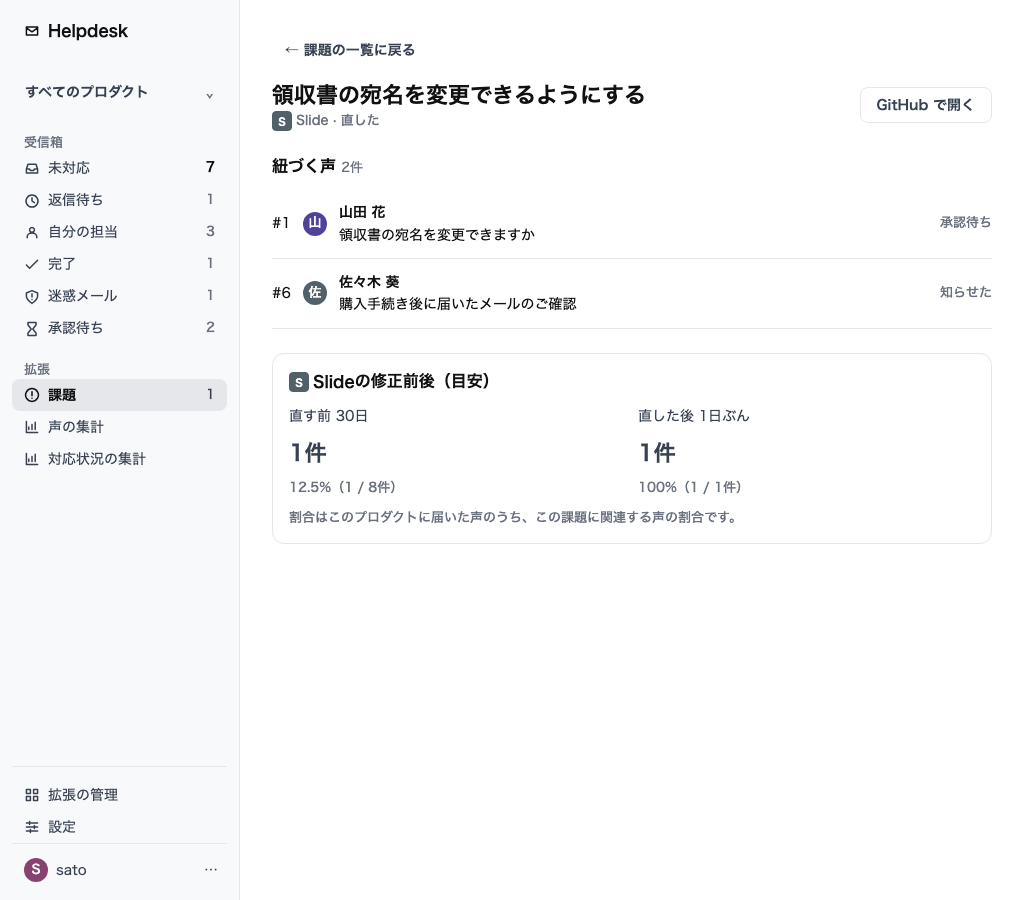 Helpdesk
すべてのプロダクト
受信箱
未対応 7
返信待ち 1
自分の担当 3
完了 1
迷惑メール 1
承認待ち 2
拡張
課題 1
声の集計
対応状況の集計
拡張の管理
設定
S sato ...
← 課題の一覧に戻る
領収書の宛名を変更できるようにする
GitHub で開く
S Slide · 直した
紐づく声 2件
#1 山 山田 花
領収書の宛名を変更できますか
承認待ち
#6 佐 佐々木 葵
購入手続き後に届いたメールのご確認
知らせた
S Slideの修正前後（目安）
直す前 30日
1件
12.5%（1 / 8件）
直した後 1日ぶん
1件
100%（1 / 1件）
割合はこのプロダクトに届いた声のうち、この課題に関連する声の割合です。